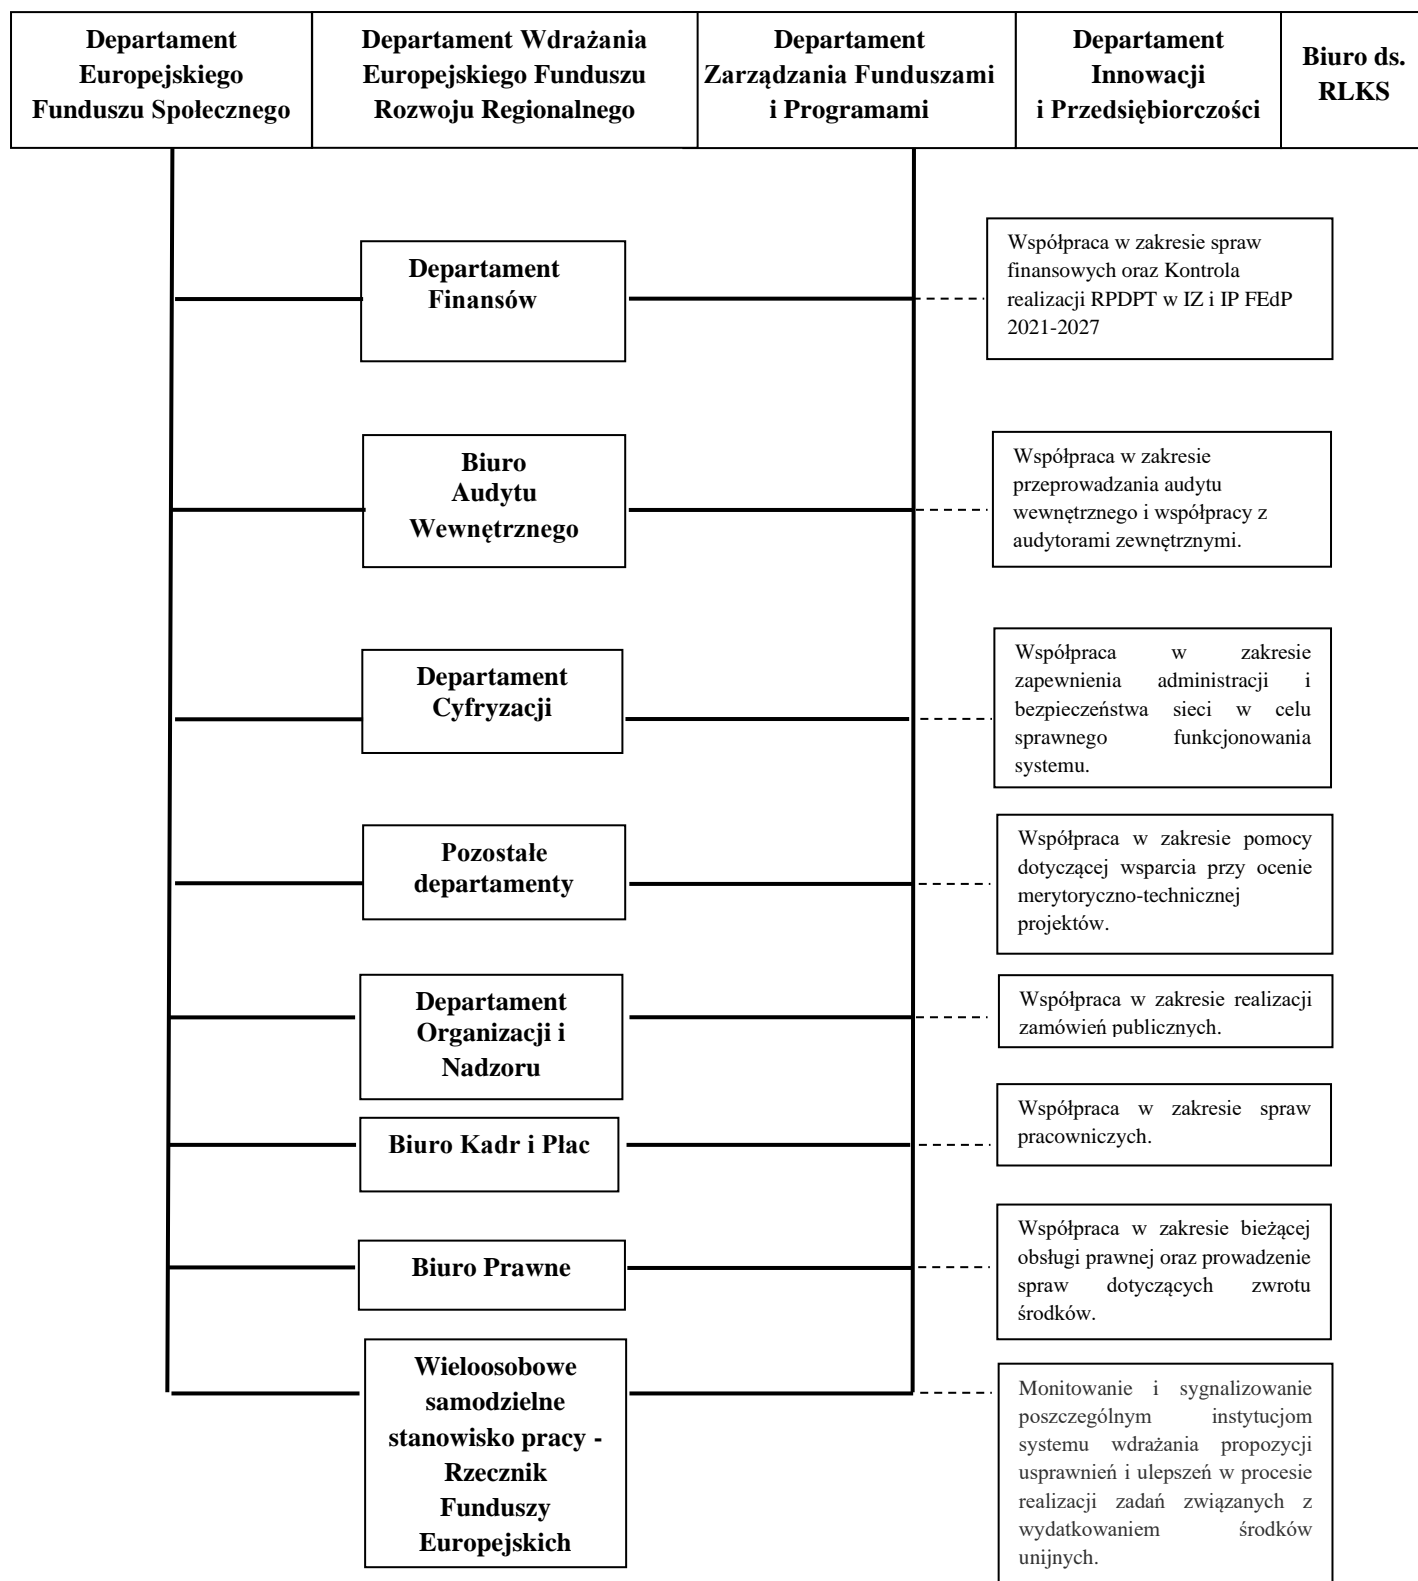 Departament
Europejskiego
Funduszu Społecznego
Departament Wdrażania
Europejskiego Funduszu
Rozwoju Regionalnego
Departament
Zarządzania Funduszami
i Programami
Departament
Innowacji
i Przedsiębiorczości
Biuro ds.
RLKS
Departament
Finansów
Współpraca w zakresie spraw
finansowych oraz Kontrola
realizacji RPDPT w IZ i IP FEdP
2021-2027
Biuro
Audytu
Wewnętrznego
Współpraca w zakresie
przeprowadzania audytu
wewnętrznego i współpracy z
audytorami zewnętrznymi.
Departament
Cyfryzacji
Współpraca w zakresie
zapewnienia administracji i
bezpieczeństwa sieci w celu
sprawnego funkcjonowania
systemu.
Pozostałe
departamenty
Współpraca w zakresie pomocy
dotyczącej wsparcia przy ocenie
merytoryczno-technicznej
projektów.
Departament
Organizacji i
Nadzoru
Współpraca w zakresie realizacji
zamówień publicznych.
Biuro Kadr i Płac
Współpraca w zakresie spraw
pracowniczych.
Biuro Prawne
Współpraca w zakresie bieżącej
obsługi prawnej oraz prowadzenie
spraw dotyczących zwrotu
środków.
Wieloosobowe
samodzielne
stanowisko pracy -
Rzecznik
Funduszy
Europejskich
Monitowanie i sygnalizowanie
poszczególnym instytucjom
systemu wdrażania propozycji
usprawnień i ulepszeń w procesie
realizacji zadań związanych z
wydatkowaniem środków
unijnych.